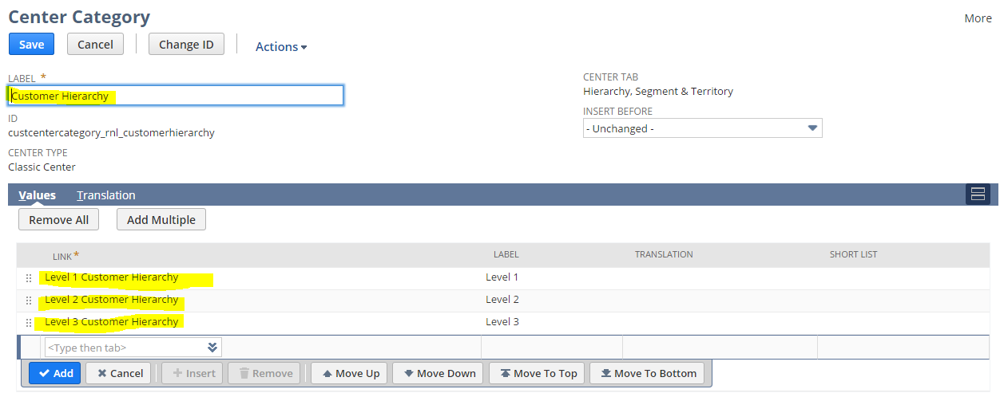 Center Category
More
Save Cancel Change ID Actions
LABEL *
Customer Hierarchy
ID
custcentercategory_rnl_customerhierarchy
CENTER TYPE
Classic Center
CENTER TAB
Hierarchy, Segment & Territory
INSERT BEFORE
- Unchanged -
Values Translation
Remove All Add Multiple
LINK * LABEL TRANSLATION SHORT LIST
Level 1 Customer Hierarchy Level 1
Level 2 Customer Hierarchy Level 2
Level 3 Customer Hierarchy Level 3
<Type then tab>
Add Cancel Insert Remove Move Up Move Down Move To Top Move To Bottom